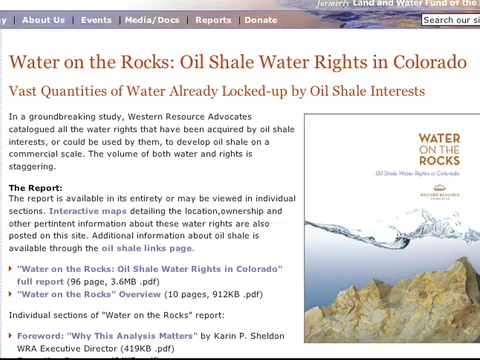 formerly Land and Water Fund of the
About Us | Events | Media/Docs | Reports | Donate
Search our si
Water on the Rocks: Oil Shale Water Rights in Colorado
Vast Quantities of Water Already Locked-up by Oil Shale Interests
In a groundbreaking study, Western Resource Advocates
catalogued all the water rights that have been acquired by oil shale
interests, or could be used by them, to develop oil shale on a
commercial scale. The volume of both water and rights is
staggering.
The Report:
The report is available in its entirety or may be viewed in individual
sections. Interactive maps detailing the location,ownership and
other pertinent information about these water rights are also
posted on this site. Additional information about oil shale is
available through the oil shale links page.
"Water on the Rocks: Oil Shale Water Rights in Colorado"
full report (96 page, 3.6MB .pdf)
"Water on the Rocks" Overview (10 pages, 912KB .pdf)
Individual sections of "Water on the Rocks" report:
Foreword: "Why This Analysis Matters" by Karin P. Sheldon
WRA Executive Director (419KB .pdf)
WATER
ON THE
ROCKS
Oil Shale Water Rights in Colorado
WESTERN RESOURCE
ADVOCATES